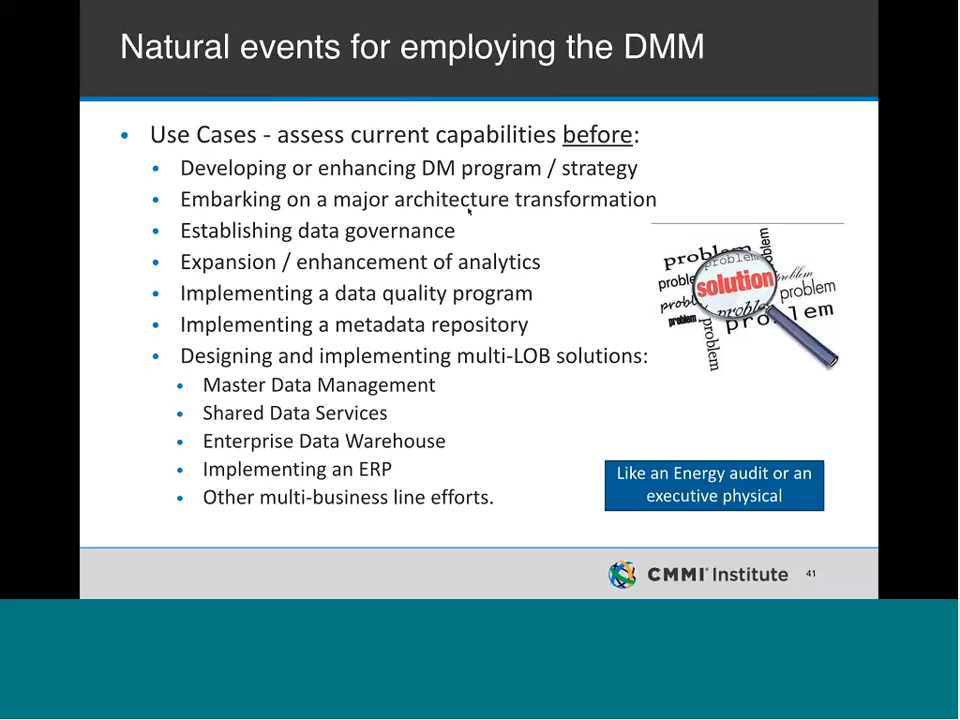 Natural events for employing the DMM
• Use Cases - assess current capabilities before:
• Developing or enhancing DM program / strategy
• Embarking on a major architecture transformation
• Establishing data governance
• Expansion / enhancement of analytics
• Implementing a data quality program
• Implementing a metadata repository
• Designing and implementing multi-LOB solutions:
• Master Data Management
• Shared Data Services
• Enterprise Data Warehouse
• Implementing an ERP
• Other multi-business line efforts.
problem
problem
problem
solution
problem
problem
problem
problem
problem
Like an Energy audit or an
executive physical
CMMI® Institute
41